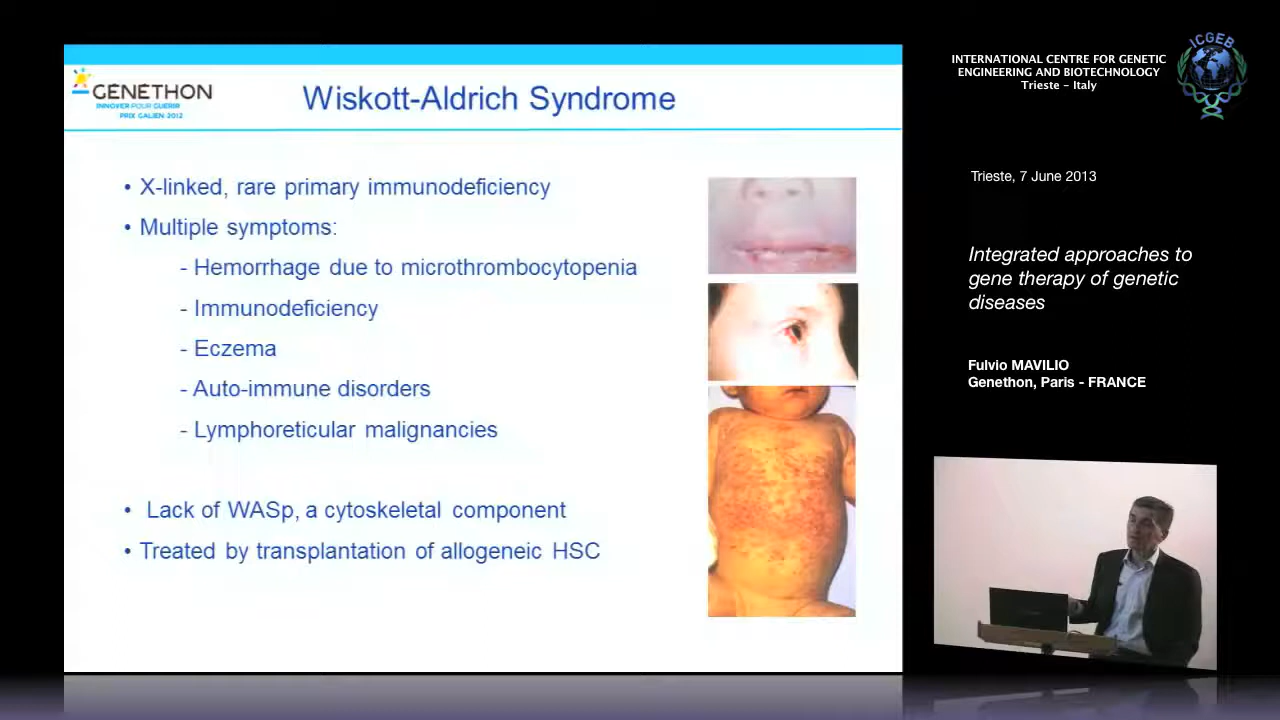 GENETHON
INNOVER POUR GUÉRIR
PRIX GALIEN 2012
Wiskott-Aldrich Syndrome
• X-linked, rare primary immunodeficiency
• Multiple symptoms:
- Hemorrhage due to microthrombocytopenia
- Immunodeficiency
- Eczema
- Auto-immune disorders
- Lymphoreticular malignancies
• Lack of WASp, a cytoskeletal component
• Treated by transplantation of allogeneic HSC
INTERNATIONAL CENTRE FOR GENETIC
ENGINEERING AND BIOTECHNOLOGY
Trieste - Italy
ICGEB
Trieste, 7 June 2013
Integrated approaches to
gene therapy of genetic
diseases
Fulvio MAVILIO
Genethon, Paris - FRANCE